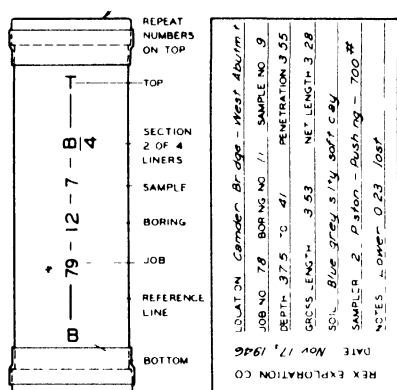 REPEAT
NUMBERS
ON TOP
T
TOP
B|4
SECTION
2 OF 4
LINERS
7
SAMPLE
12
BORING
79
JOB
REFERENCE
LINE
B
BOTTOM
REX EXPLORATION CO
DATE Nov 17, 1946
LOCATION Camden Bridge - West Abutmt
JOB NO 78 BORING NO 11 SAMPLE NO 9
DEPTH 37.5 TO 41 PENETRATION 3.55
GROSS LENGTH 3.53 NET LENGTH 3.28
SOIL Blue grey silty soft clay
SAMPLER 2 Piston - Pushing - 700 #
NOTES Lower 0.23 lost